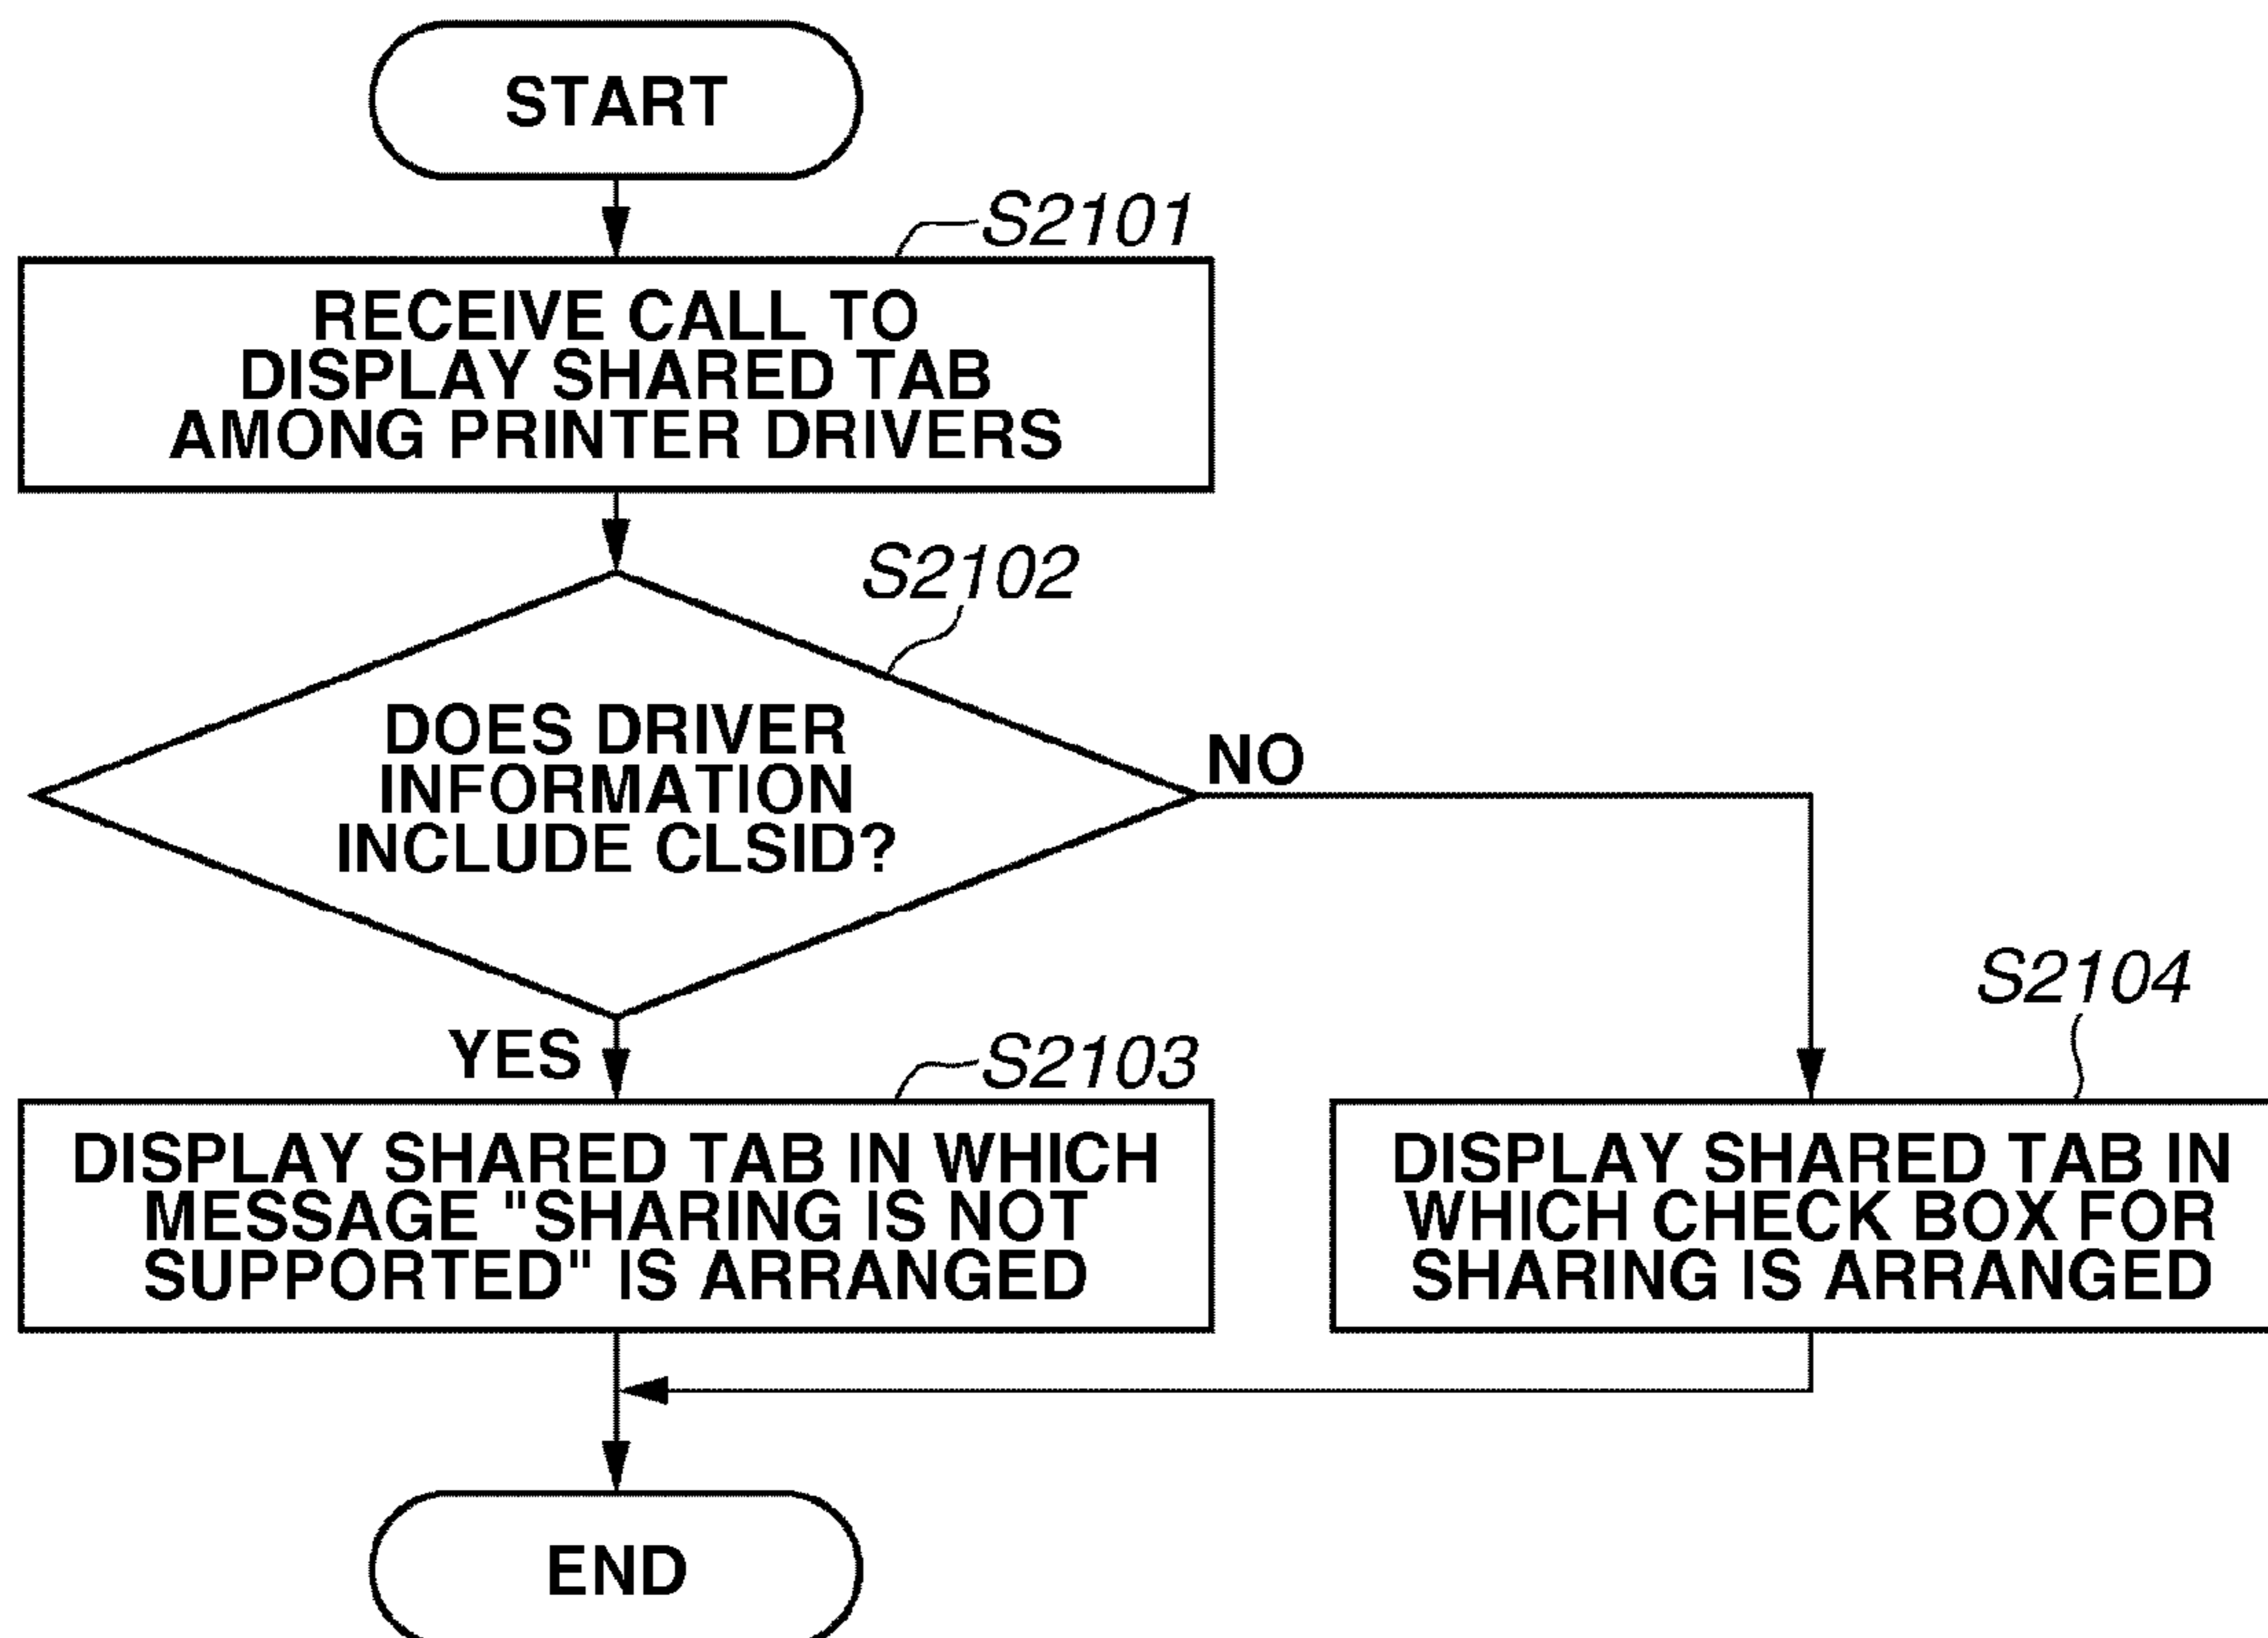 START
S2101
RECEIVE CALL TO
DISPLAY SHARED TAB
AMONG PRINTER DRIVERS
S2102
DOES DRIVER
INFORMATION
INCLUDE CLSID?
NO
YES
S2103
DISPLAY SHARED TAB IN WHICH
MESSAGE "SHARING IS NOT
SUPPORTED" IS ARRANGED
S2104
DISPLAY SHARED TAB IN
WHICH CHECK BOX FOR
SHARING IS ARRANGED
END